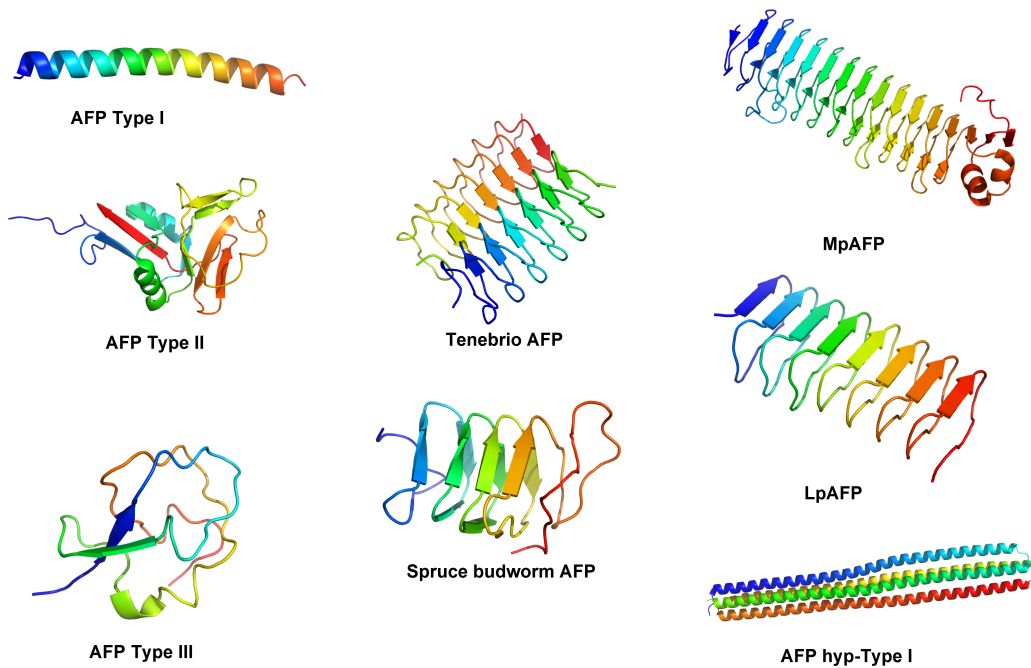 AFP Type I
AFP Type II
AFP Type III
Tenebrio AFP
Spruce budworm AFP
MpAFP
LpAFP
AFP hyp-Type I